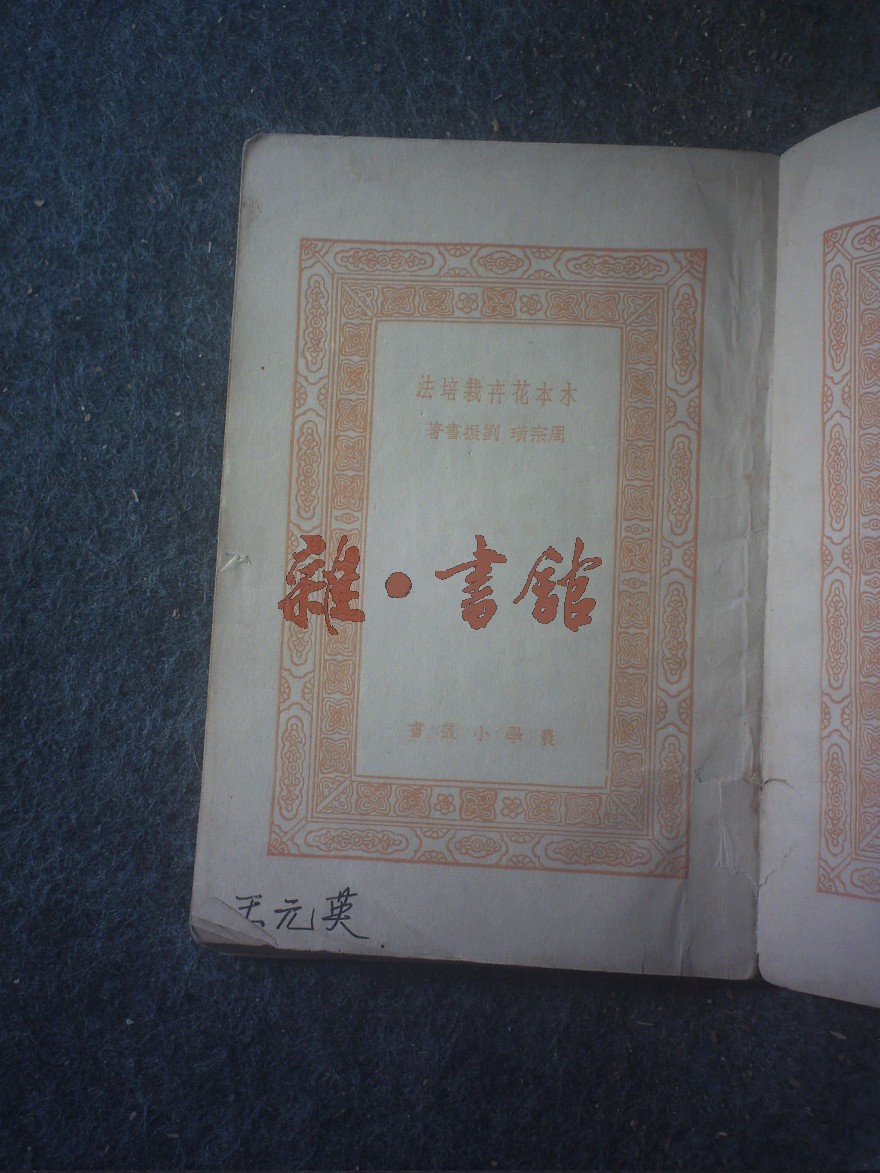 木本花卉栽培法
周宗璜 劉振書著
雜·書館
農學小叢書
王元英